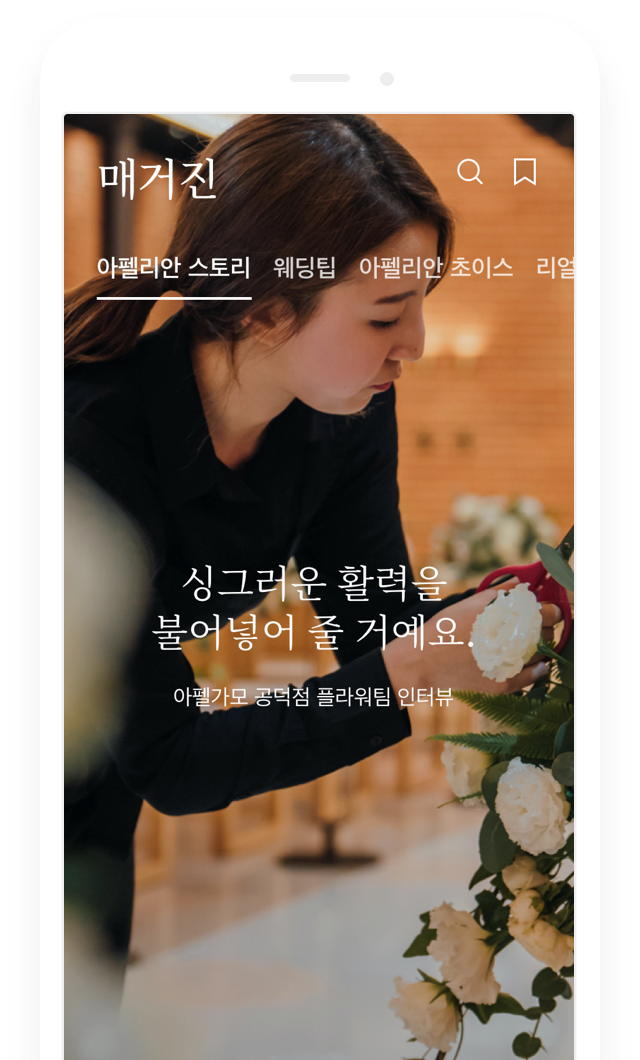 매거진
아펠리안 스토리 웨딩팁 아펠리안 초이스 리얼
싱그러운 활력을
불어넣어 줄 거예요.
아펠가모 공덕점 플라워팀 인터뷰